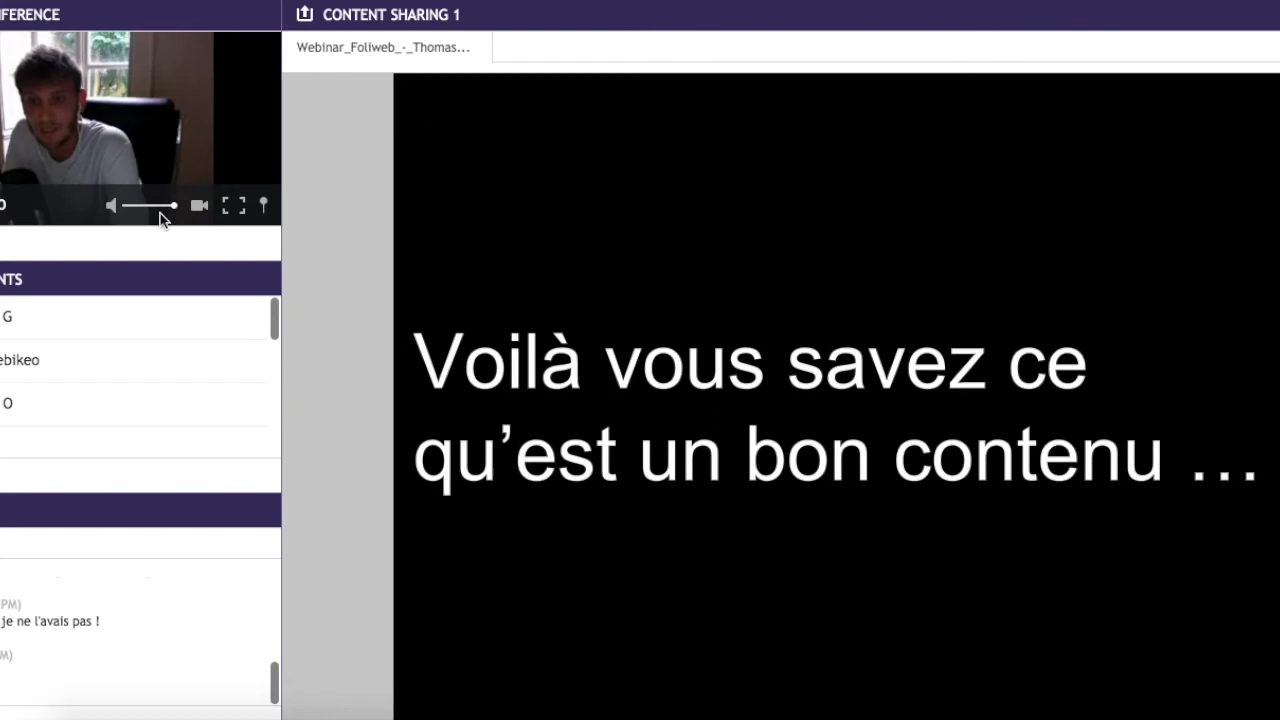 FERENCE
CONTENT SHARING 1
Webinar_Foliweb_-_Thomas...
O
NTS
G
ebikeo
O
Voilà vous savez ce
qu’est un bon contenu …
PM)
je ne l'avais pas !
M)